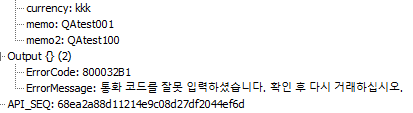 currency: kkk
memo: QAtest001
memo2: QAtest100
Output {} (2)
ErrorCode: 800032B1
ErrorMessage: 통화 코드를 잘못 입력하셨습니다. 확인 후 다시 거래하십시오.
API_SEQ: 68ea2a88d11214e9c08d27df2044ef6d